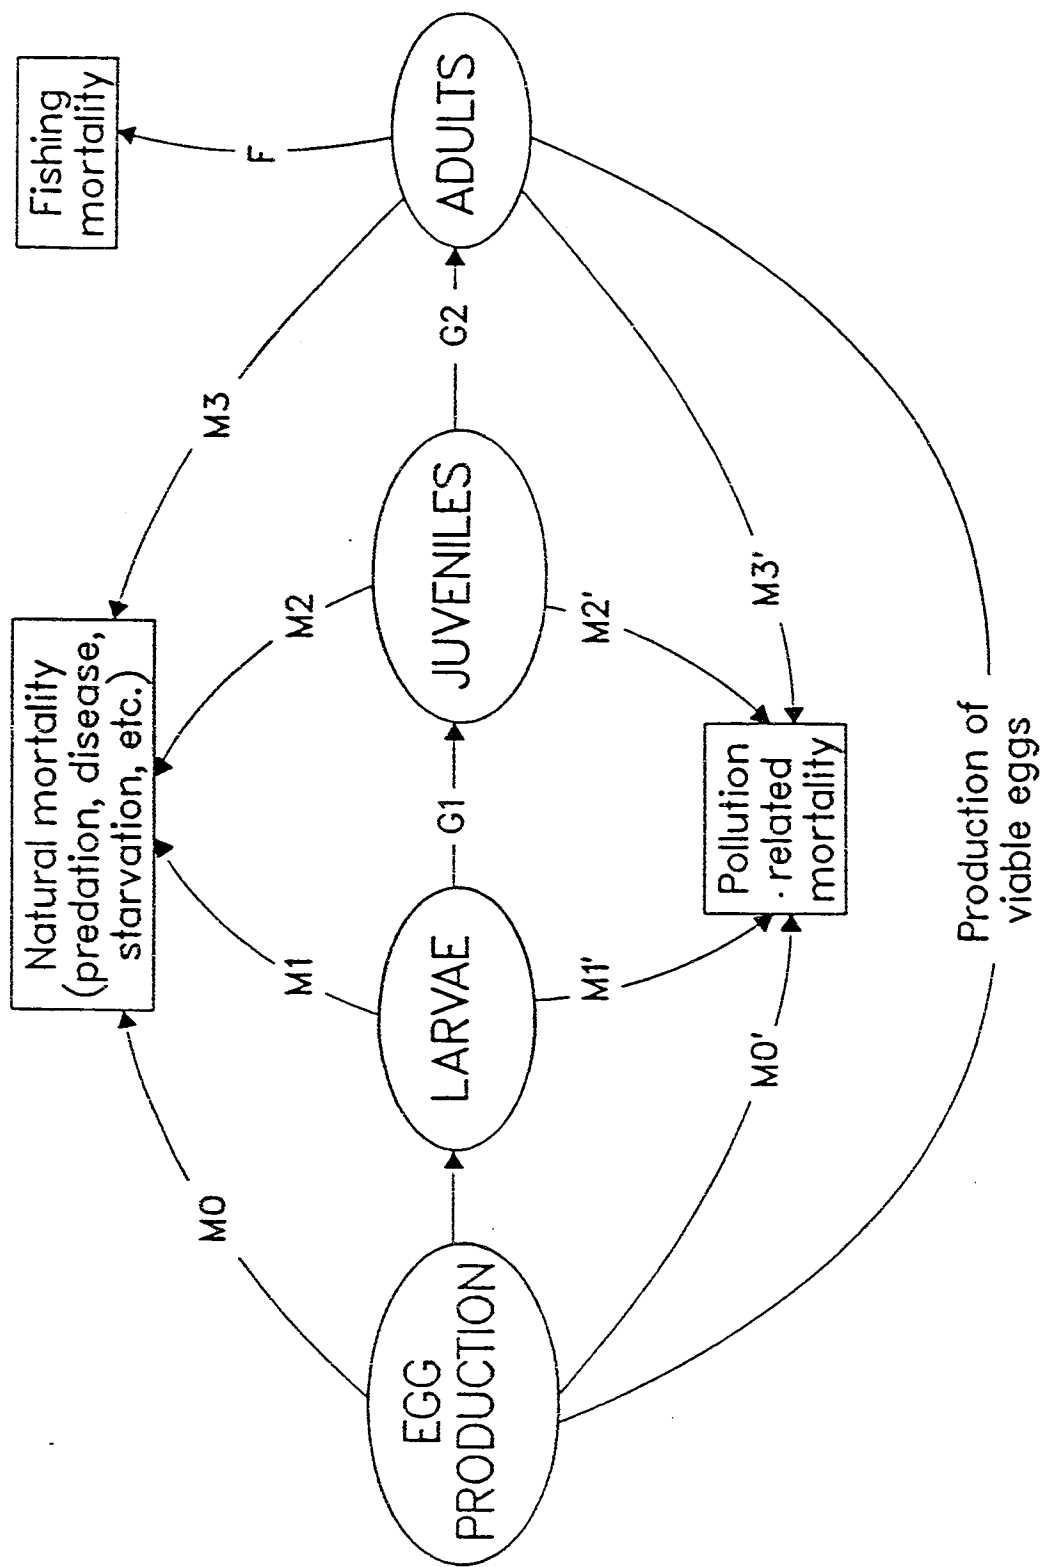 Natural mortality
(predation, disease,
starvation, etc.)
Fishing
mortality
M0
M1
M2
M3
F
EGG
PRODUCTION
LARVAE
G1
JUVENILES
G2
ADULTS
M0'
M1'
M2'
M3'
Pollution
related
mortality
Production of
viable eggs